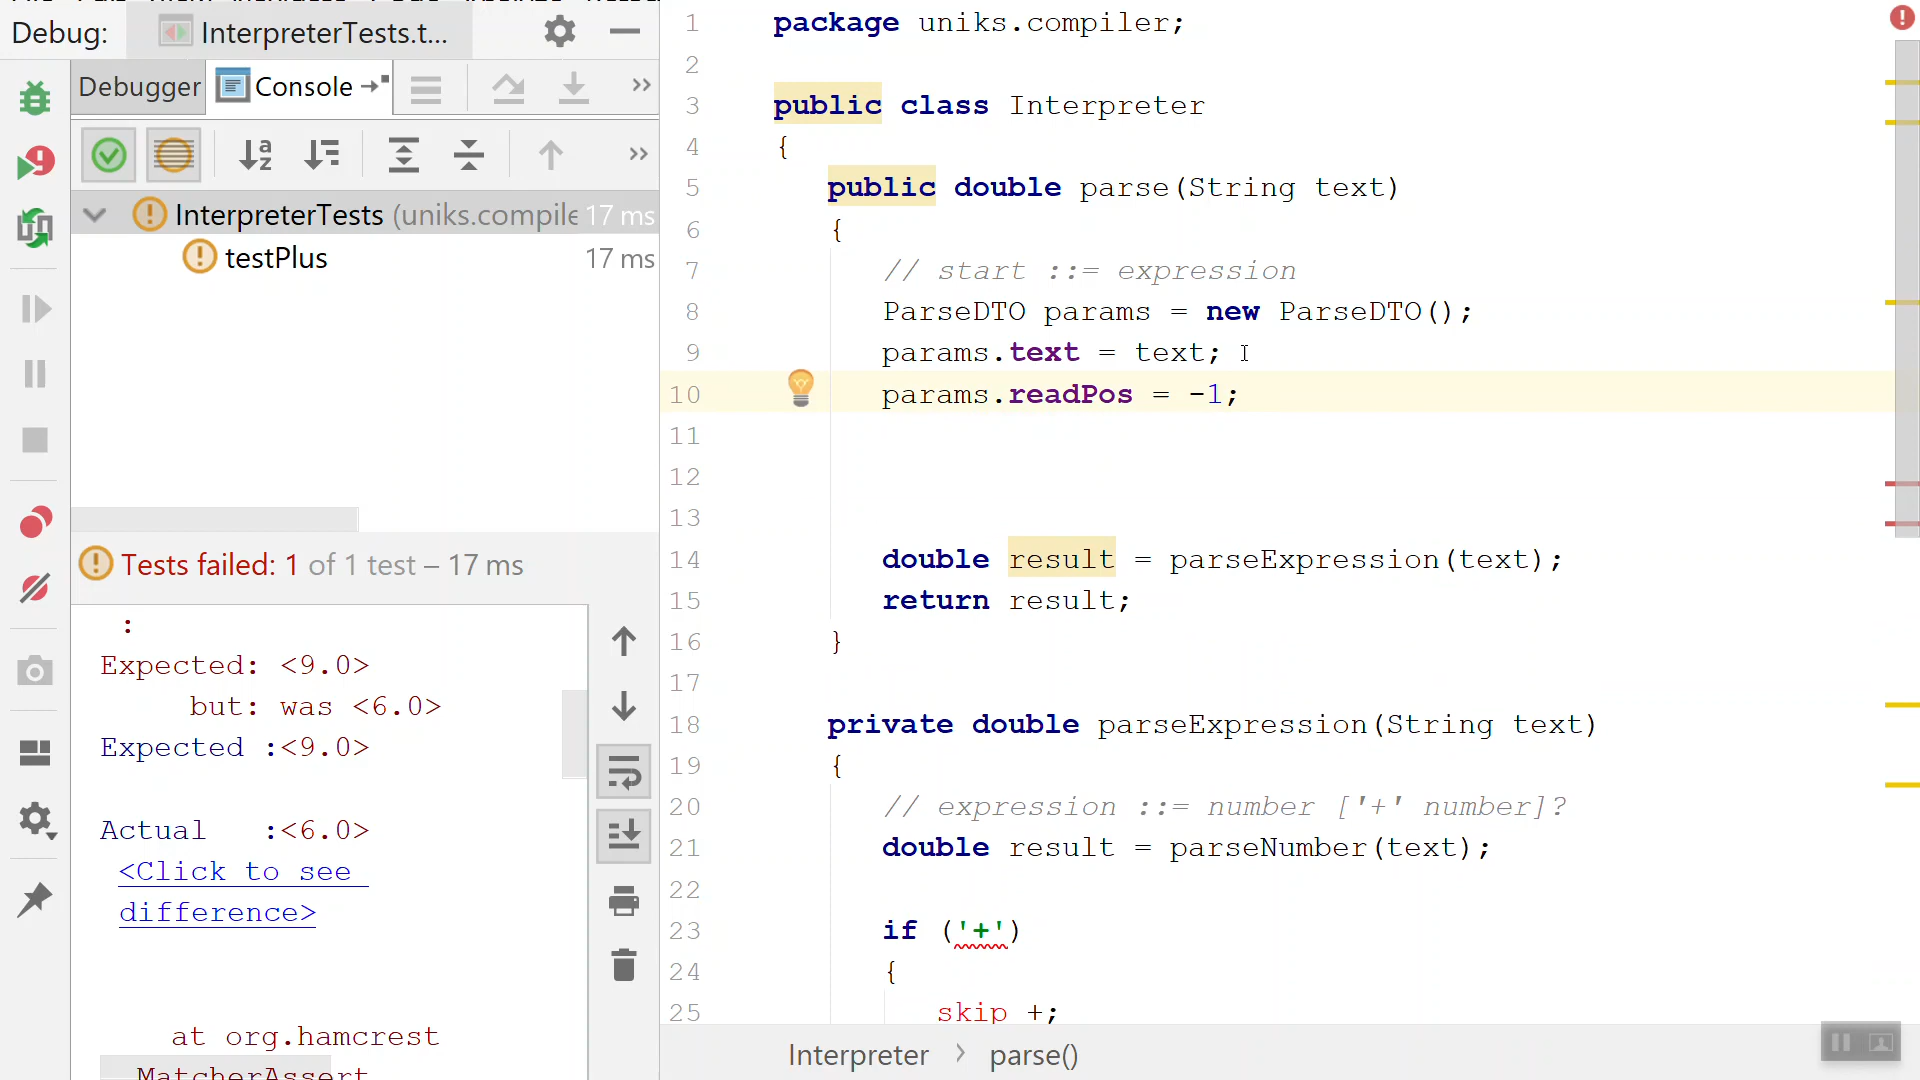 Debug:
InterpreterTests.t...
Debugger
Console
InterpreterTests (uniks.compile 17 ms
testPlus 17 ms
Tests failed: 1 of 1 test – 17 ms
:
Expected: <9.0>
but: was <6.0>
Expected :<9.0>
Actual :<6.0>
<Click to see
difference>
at org.hamcrest
MatcherAssert
1 package uniks.compiler;
2
3 public class Interpreter
4 {
5 public double parse(String text)
6 {
7 // start ::= expression
8 ParseDTO params = new ParseDTO();
9 params.text = text;
10 params.readPos = -1;
11
12
13
14 double result = parseExpression(text);
15 return result;
16 }
17
18 private double parseExpression(String text)
19 {
20 // expression ::= number ['+' number]?
21 double result = parseNumber(text);
22
23 if ('+')
24 {
25 skip +;
Interpreter > parse()